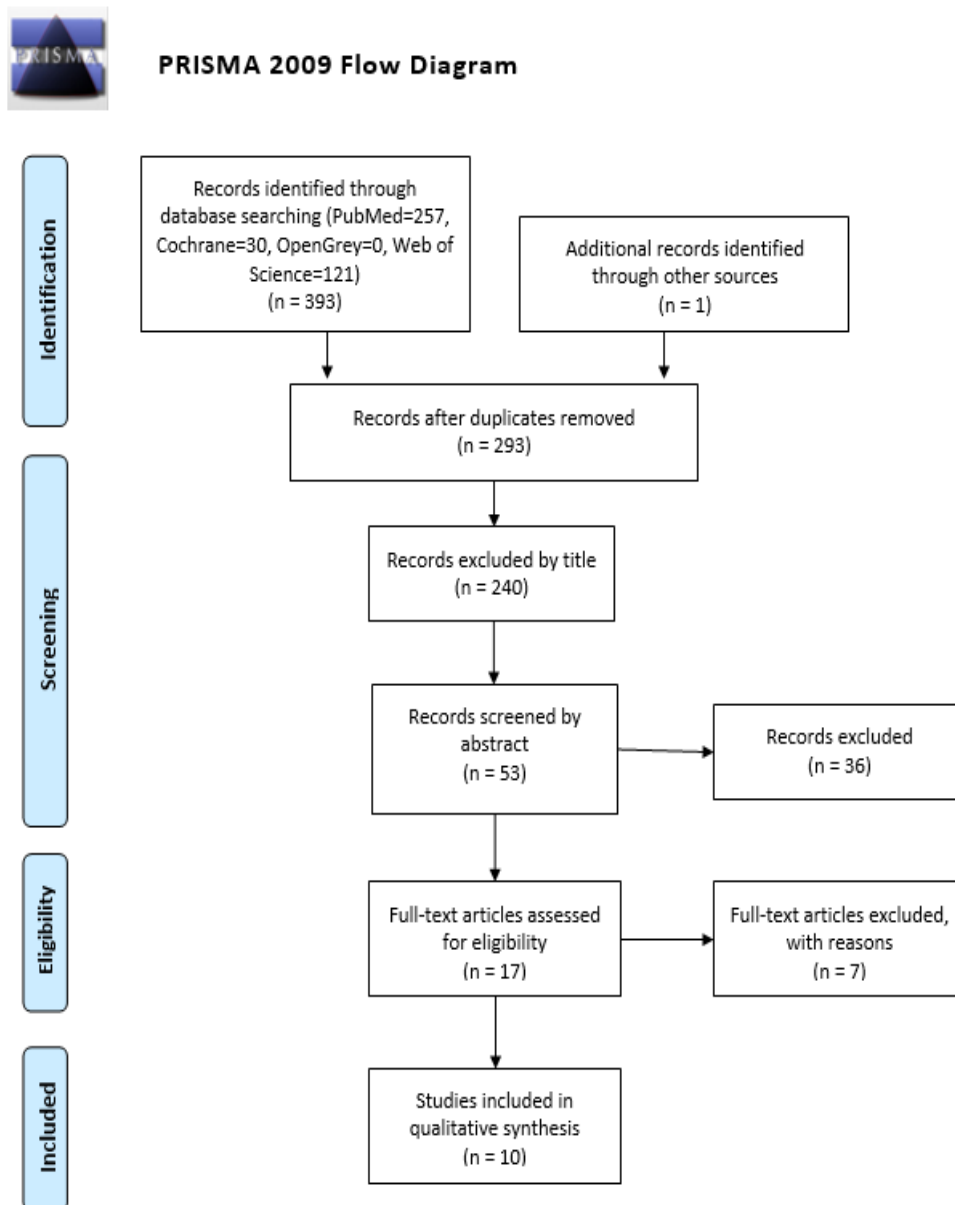 PRISMA
PRISMA 2009 Flow Diagram
Identification
Records identified through
database searching (PubMed=257,
Cochrane=30, OpenGrey=0, Web of
Science=121)
(n = 393)
Additional records identified
through other sources
(n = 1)
Records after duplicates removed
(n = 293)
Screening
Records excluded by title
(n = 240)
Records screened by
abstract
(n = 53)
Records excluded
(n = 36)
Eligibility
Full-text articles assessed
for eligibility
(n = 17)
Full-text articles excluded,
with reasons
(n = 7)
Included
Studies included in
qualitative synthesis
(n = 10)